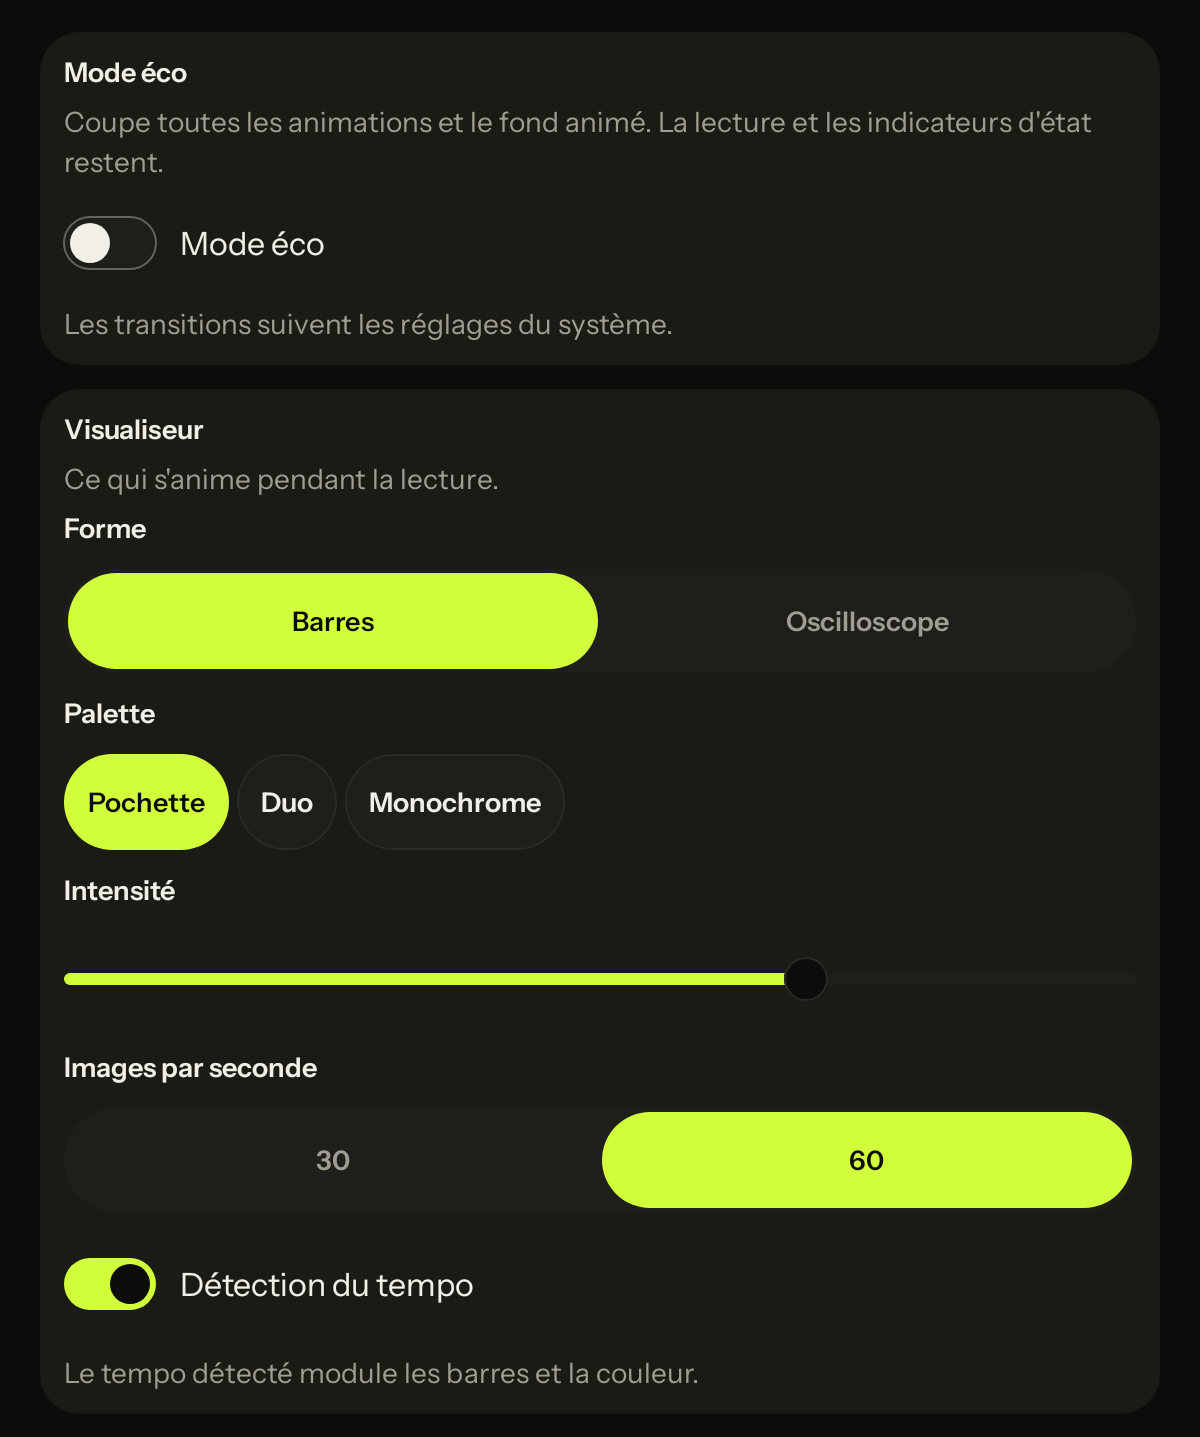 Mode éco
Coupe toutes les animations et le fond animé. La lecture et les indicateurs d'état
restent.
Mode éco
Les transitions suivent les réglages du système.
Visualiseur
Ce qui s'anime pendant la lecture.
Forme
Barres
Oscilloscope
Palette
Pochette
Duo
Monochrome
Intensité
Images par seconde
30
60
Détection du tempo
Le tempo détecté module les barres et la couleur.